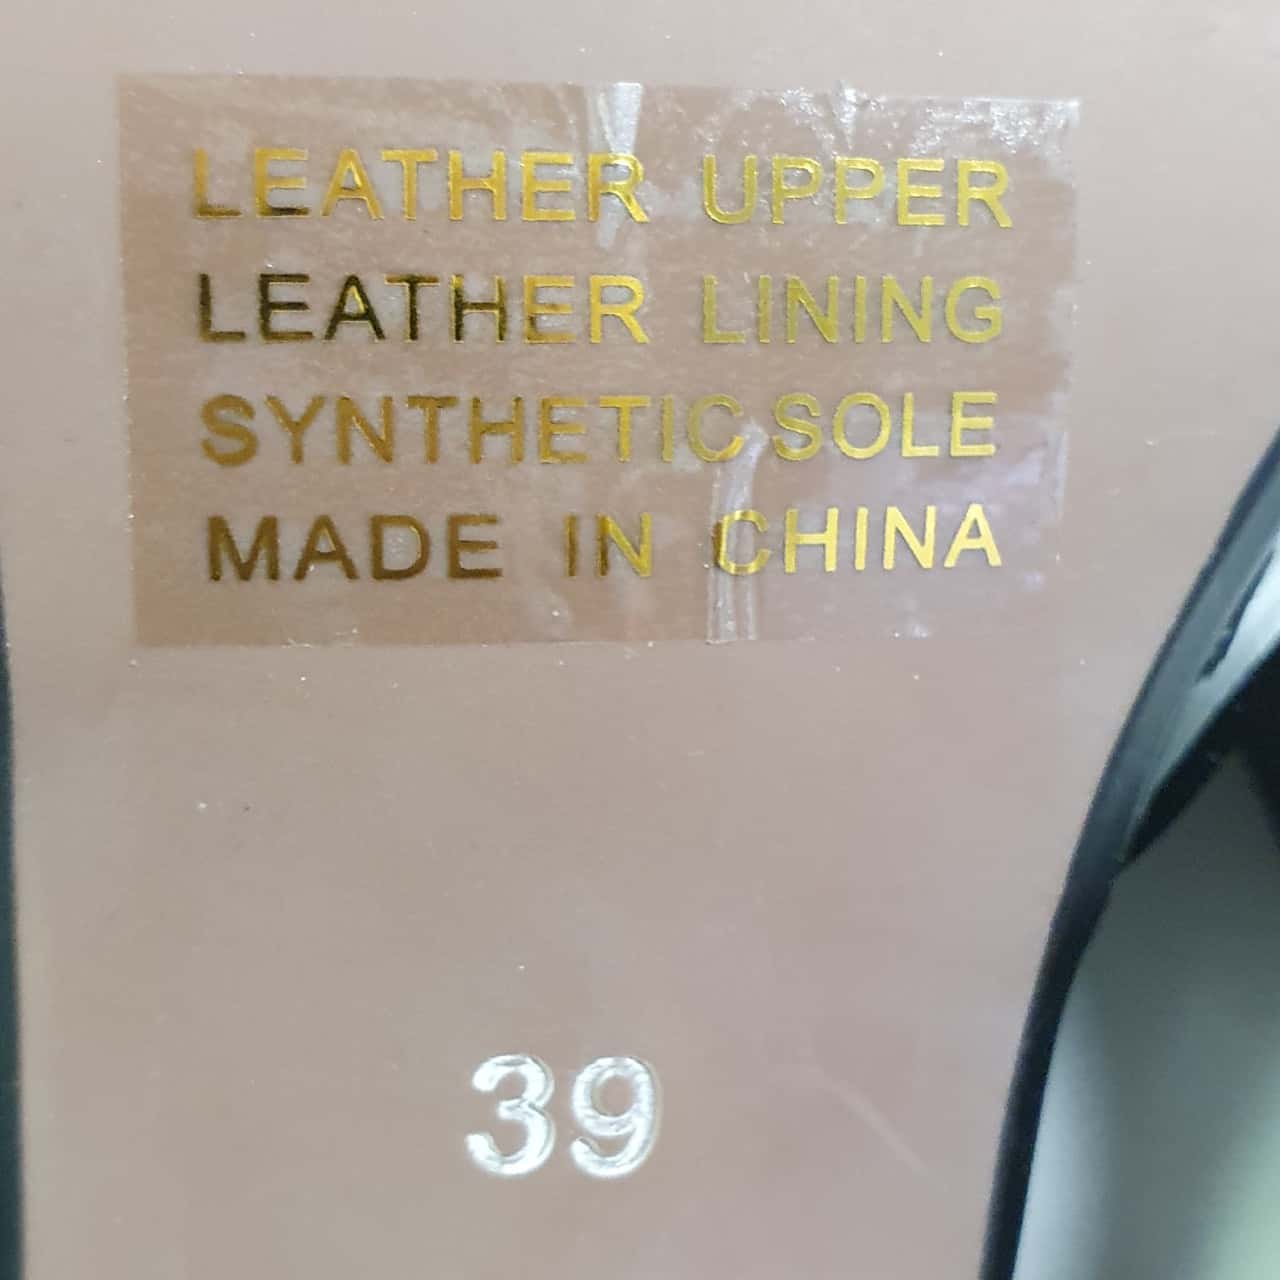 LEATHER UPPER
LEATHER LINING
SYNTHETIC SOLE
MADE IN CHINA
39